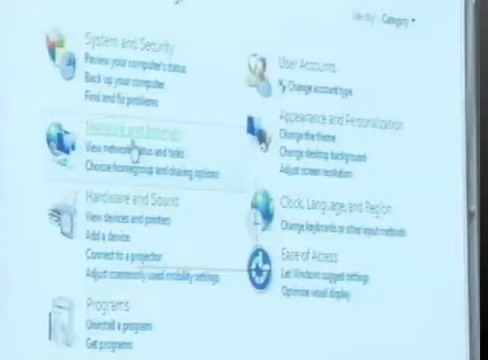 View by: Category
System and Security
Review your computer's status
Back up your computer
Find and fix problems
Network and Internet
View network status and tasks
Choose homegroup and sharing options
Hardware and Sound
View devices and printers
Add a device
Connect to a projector
Adjust commonly used mobility settings
Programs
Uninstall a program
Get programs
User Accounts
Change account type
Appearance and Personalization
Change the theme
Change desktop background
Adjust screen resolution
Clock, Language, and Region
Change keyboards or other input methods
Ease of Access
Let Windows suggest settings
Optimize visual display